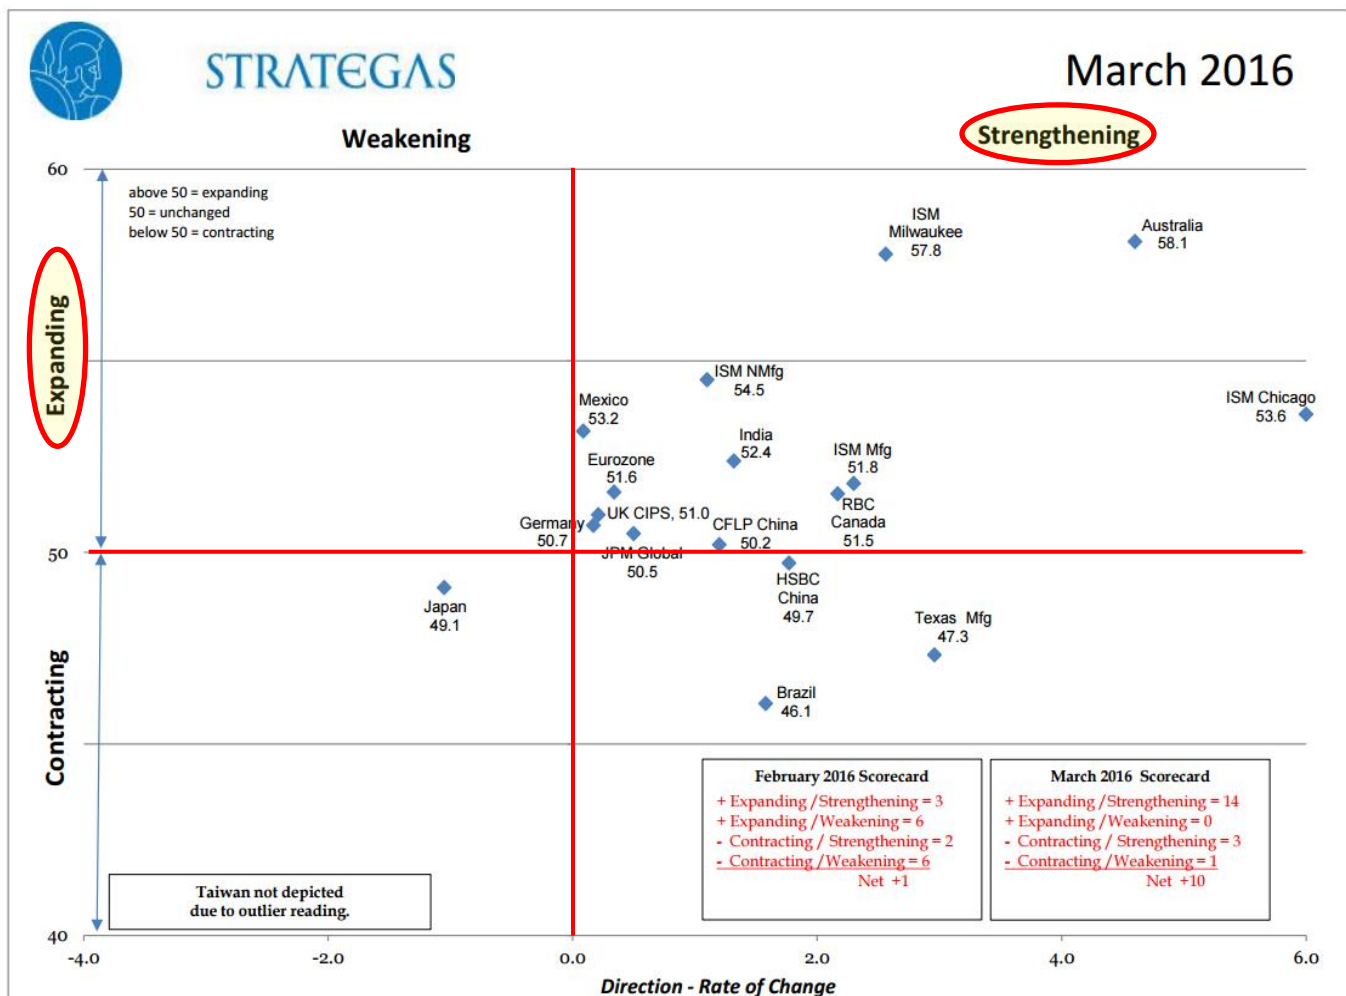 STRATEGAS
March 2016
Weakening
Strengthening
60
above 50 = expanding
50 = unchanged
below 50 = contracting
Expanding
ISM
Milwaukee
57.8
Australia
58.1
ISM NMfg
54.5
ISM Chicago
53.6
Mexico
53.2
India
52.4
ISM Mfg
51.8
Eurozone
51.6
RBC
Canada
51.5
UK CIPS, 51.0
Germany
50.7
CFLP China
50.2
JPM Global
50.5
50
HSBC
China
49.7
Japan
49.1
Texas Mfg
47.3
Contracting
Brazil
46.1
February 2016 Scorecard
+ Expanding /Strengthening = 3
+ Expanding /Weakening = 6
- Contracting / Strengthening = 2
- Contracting /Weakening = 6
Net +1
March 2016 Scorecard
+ Expanding /Strengthening = 14
+ Expanding /Weakening = 0
- Contracting / Strengthening = 3
- Contracting /Weakening = 1
Net +10
Taiwan not depicted
due to outlier reading.
40
-4.0
-2.0
0.0
2.0
4.0
6.0
Direction - Rate of Change